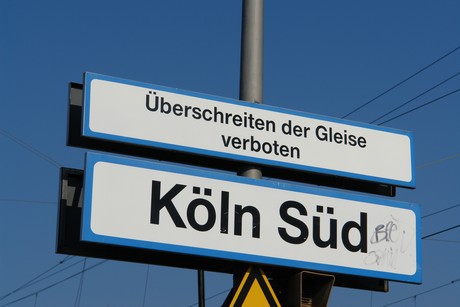 Überschreiten der Gleise
verboten
Köln Süd